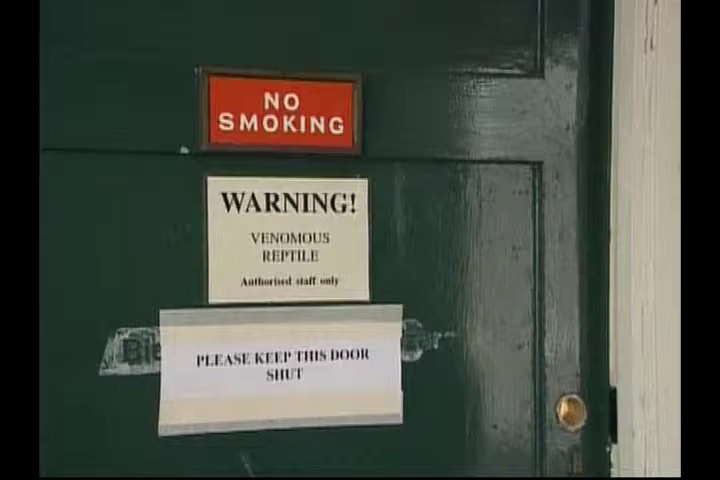 NO
SMOKING
WARNING!
VENOMOUS
REPTILE
Authorised staff only
PLEASE KEEP THIS DOOR
SHUT